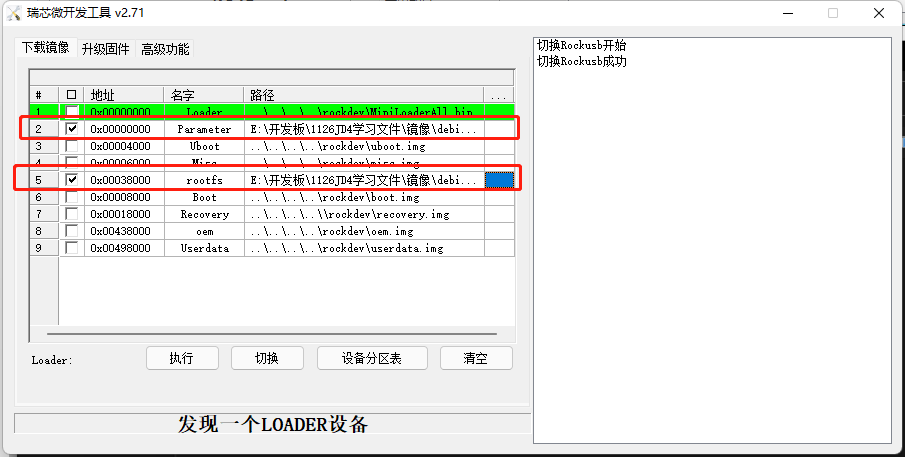 瑞芯微开发工具 v2.71
下载镜像 升级固件 高级功能
# 地址 名字 路径 ...
1 0x00000000 Loader ..\..\..\..\rockdev\MiniLoaderAll.bin
2 0x00000000 Parameter E:\开发板\1126JD4学习文件\镜像\debi...
3 0x00004000 Uboot ..\..\..\..\rockdev\uboot.img
4 0x00006000 Misc ..\..\..\..\rockdev\misc.img
5 0x00038000 rootfs E:\开发板\1126JD4学习文件\镜像\debi...
6 0x00008000 Boot ..\..\..\..\rockdev\boot.img
7 0x00018000 Recovery ..\..\..\..\\rockdev\recovery.img
8 0x00438000 oem ..\..\..\..\rockdev\oem.img
9 0x00498000 Userdata ..\..\..\..\rockdev\userdata.img
Loader: 执行 切换 设备分区表 清空
发现一个LOADER设备
切换Rockusb开始
切换Rockusb成功